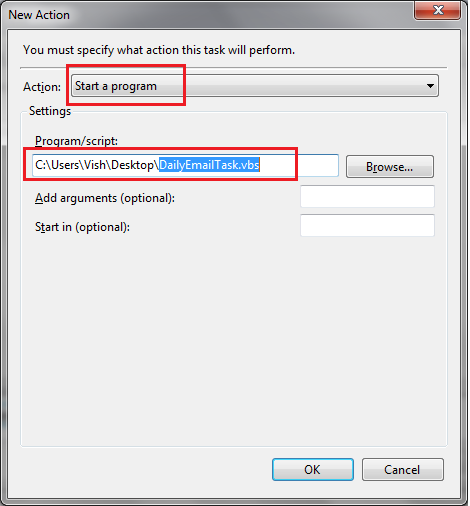 New Action
You must specify what action this task will perform.
Action: Start a program
Settings
Program/script:
C:\Users\Vish\Desktop\DailyEmailTask.vbs Browse...
Add arguments (optional):
Start in (optional):
OK Cancel